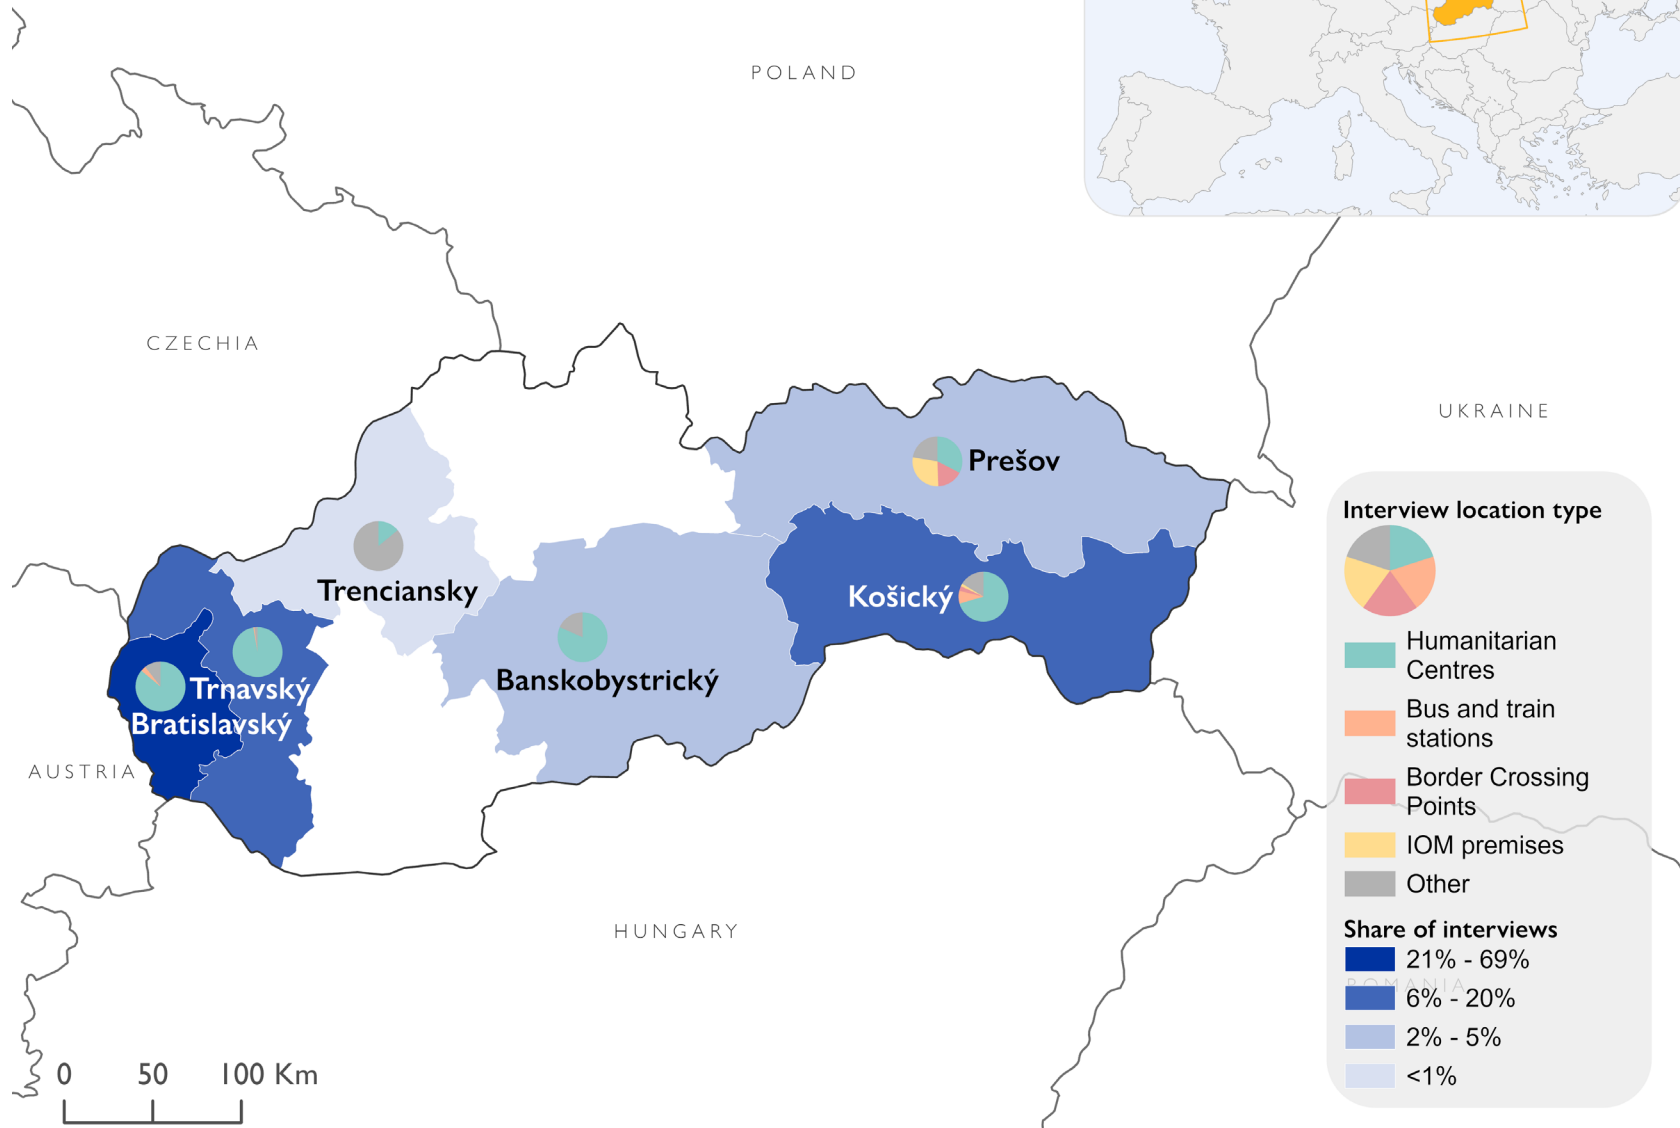 POLAND
CZECHIA
UKRAINE
Prešov
Trenciansky
Košický
Banskobystrický
Trnavský
Bratislavský
AUSTRIA
HUNGARY
0 50 100 Km
Interview location type
Humanitarian
Centres
Bus and train
stations
Border Crossing
Points
IOM premises
Other
Share of interviews
21% - 69%
ROMANIA
6% - 20%
2% - 5%
<1%